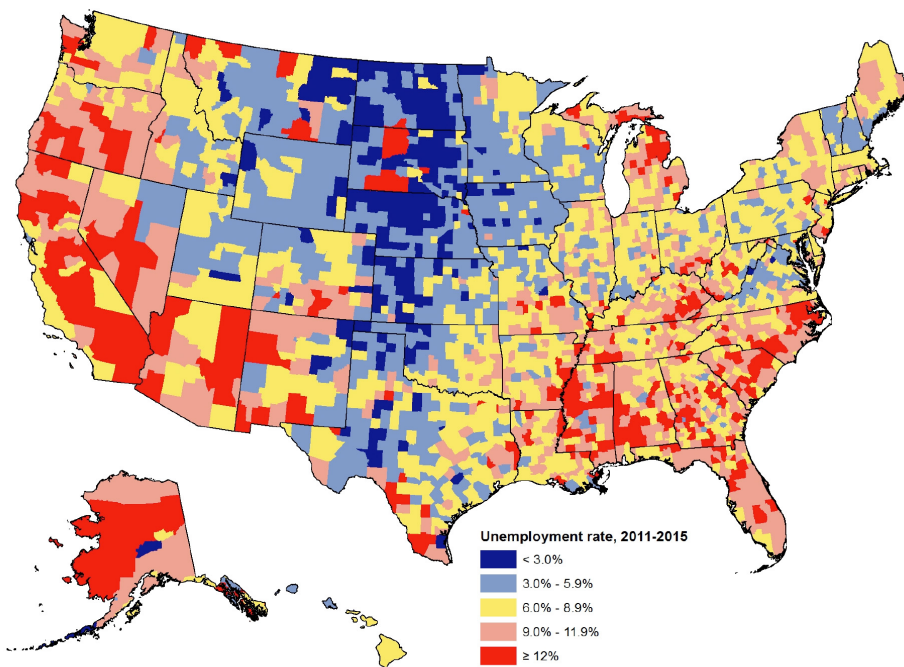 Unemployment rate, 2011-2015
< 3.0%
3.0% - 5.9%
6.0% - 8.9%
9.0% - 11.9%
≥ 12%